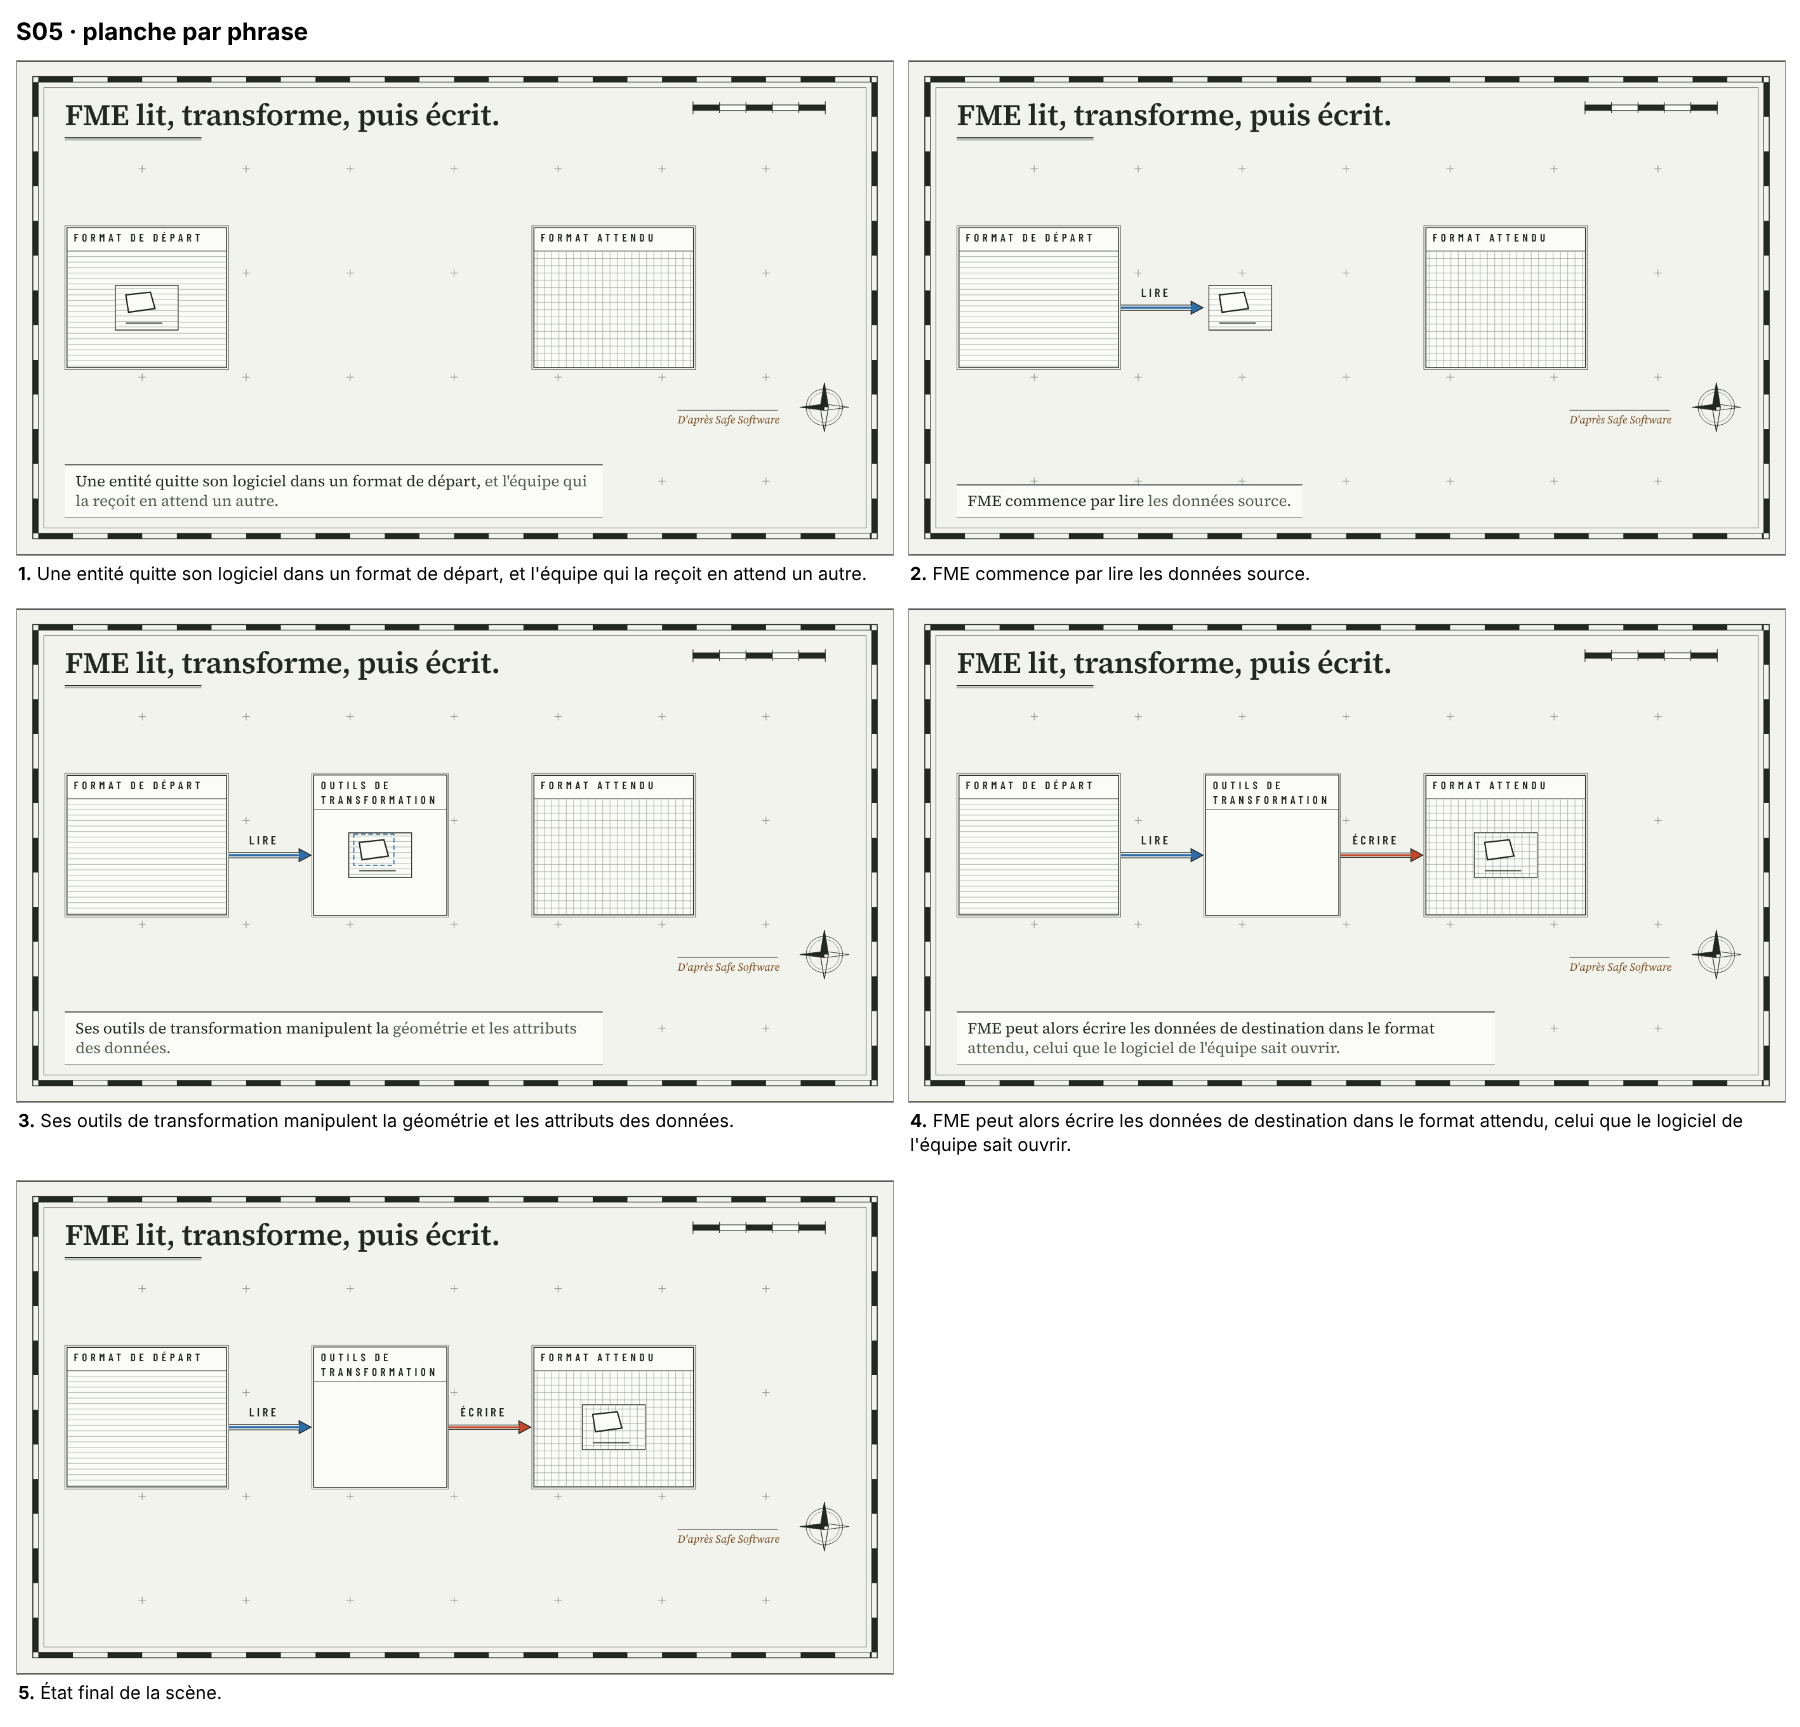 S05 · planche par phrase
FME lit, transforme, puis écrit.
FORMAT DE DÉPART
FORMAT ATTENDU
D'après Safe Software
Une entité quitte son logiciel dans un format de départ, et l'équipe qui
la reçoit en attend un autre.
1. Une entité quitte son logiciel dans un format de départ, et l'équipe qui la reçoit en attend un autre.
FME lit, transforme, puis écrit.
FORMAT DE DÉPART
FORMAT ATTENDU
LIRE
D'après Safe Software
FME commence par lire les données source.
2. FME commence par lire les données source.
FME lit, transforme, puis écrit.
FORMAT DE DÉPART
OUTILS DE
TRANSFORMATION
FORMAT ATTENDU
LIRE
D'après Safe Software
Ses outils de transformation manipulent la géométrie et les attributs
des données.
3. Ses outils de transformation manipulent la géométrie et les attributs des données.
FME lit, transforme, puis écrit.
FORMAT DE DÉPART
OUTILS DE
TRANSFORMATION
FORMAT ATTENDU
LIRE
ÉCRIRE
D'après Safe Software
FME peut alors écrire les données de destination dans le format
attendu, celui que le logiciel de l'équipe sait ouvrir.
4. FME peut alors écrire les données de destination dans le format attendu, celui que le logiciel de
l'équipe sait ouvrir.
FME lit, transforme, puis écrit.
FORMAT DE DÉPART
OUTILS DE
TRANSFORMATION
FORMAT ATTENDU
LIRE
ÉCRIRE
D'après Safe Software
5. État final de la scène.